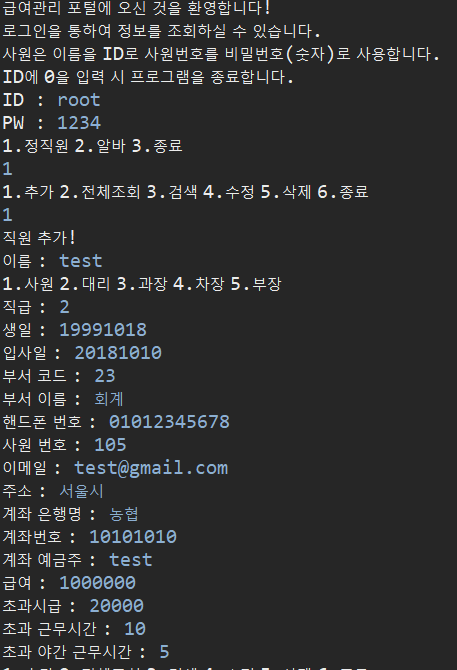 급여관리 포털에 오신 것을 환영합니다!
로그인을 통하여 정보를 조회하실 수 있습니다.
사원은 이름을 ID로 사원번호를 비밀번호(숫자)로 사용합니다.
ID에 0을 입력 시 프로그램을 종료합니다.
ID : root
PW : 1234
1.정직원 2.알바 3.종료
1
1.추가 2.전체조회 3.검색 4.수정 5.삭제 6.종료
1
직원 추가!
이름 : test
1.사원 2.대리 3.과장 4.차장 5.부장
직급 : 2
생일 : 19991018
입사일 : 20181010
부서 코드 : 23
부서 이름 : 회계
핸드폰 번호 : 01012345678
사원 번호 : 105
이메일 : test@gmail.com
주소 : 서울시
계좌 은행명 : 농협
계좌번호 : 10101010
계좌 예금주 : test
급여 : 1000000
초과시급 : 20000
초과 근무시간 : 10
초과 야간 근무시간 : 5